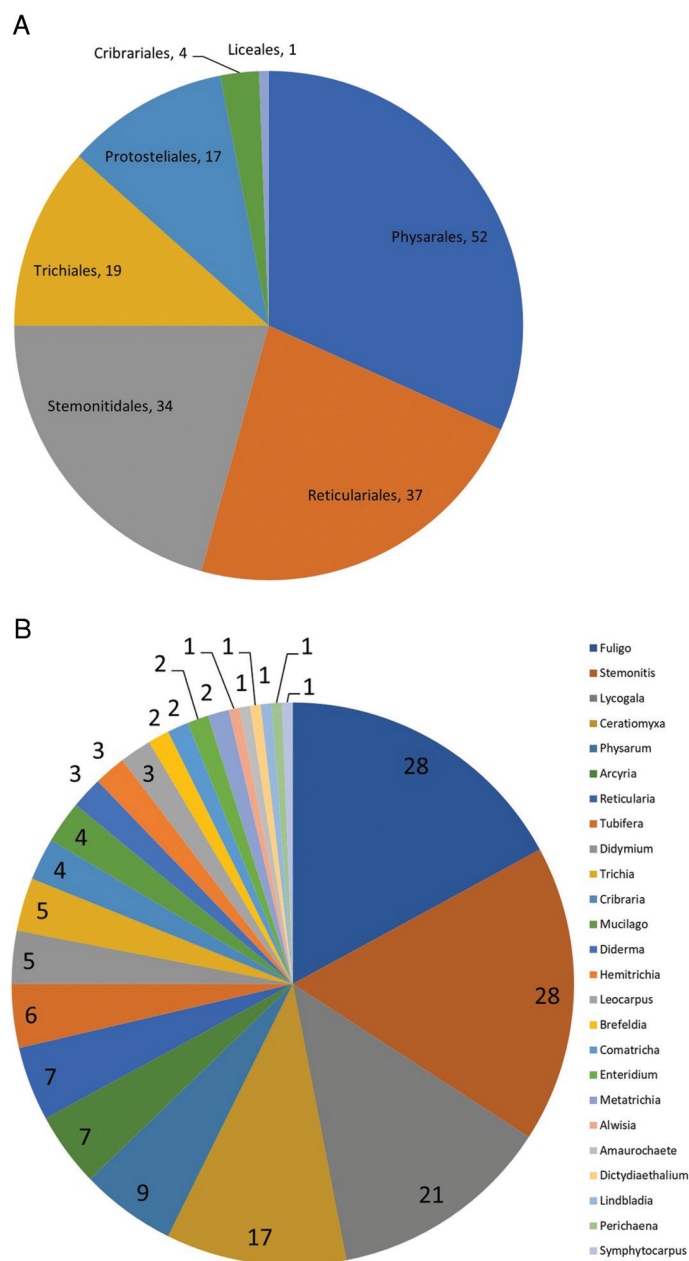 A
Cribrariales, 4
Liceales, 1
Protosteliales, 17
Physarales, 52
Trichiales, 19
Stemonitidales, 34
Reticulariales, 37
B
1
1
1
2
1
1
1
2
2
2
3
3
3
28
4
4
5
5
28
6
7
7
9
21
17
Fuligo
Stemonitis
Lycogala
Ceratiomyxa
Physarum
Arcyria
Reticularia
Tubifera
Didymium
Trichia
Cribraria
Mucilago
Diderma
Hemitrichia
Leocarpus
Brefeldia
Comatricha
Enteridium
Metatrichia
Alwisia
Amaurochaete
Dictydiaethalium
Lindbladia
Perichaena
Symphytocarpus